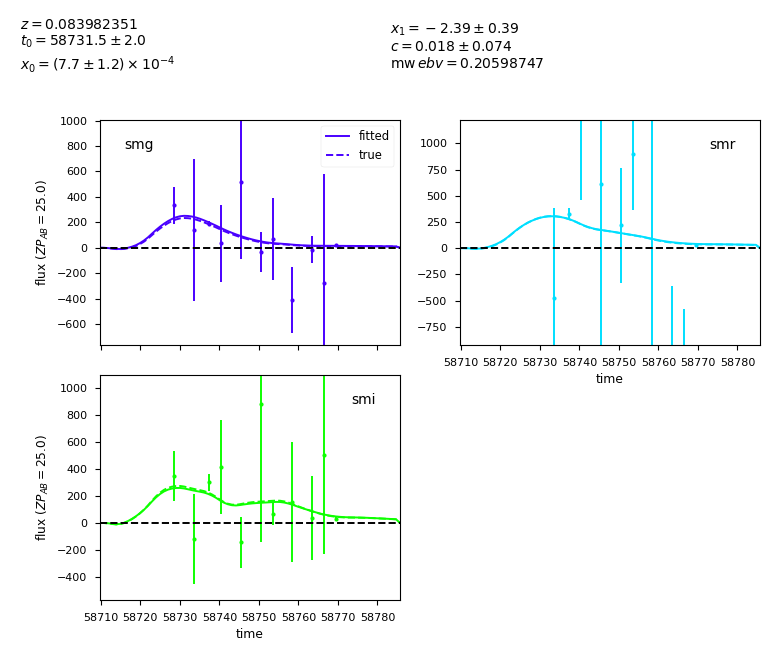 z = 0.083982351
t₀ = 58731.5 ± 2.0
x₀ = (7.7 ± 1.2) × 10⁻⁴
x₁ = −2.39 ± 0.39
c = 0.018 ± 0.074
mw ebv = 0.20598747
smg
fitted
true
1000
800
600
400
200
0
−200
−400
−600
flux (ZP_AB = 25.0)
smr
1000
750
500
250
0
−250
−500
−750
58710 58720 58730 58740 58750 58760 58770 58780
time
smi
1000
800
600
400
200
0
−200
−400
flux (ZP_AB = 25.0)
58710 58720 58730 58740 58750 58760 58770 58780
time